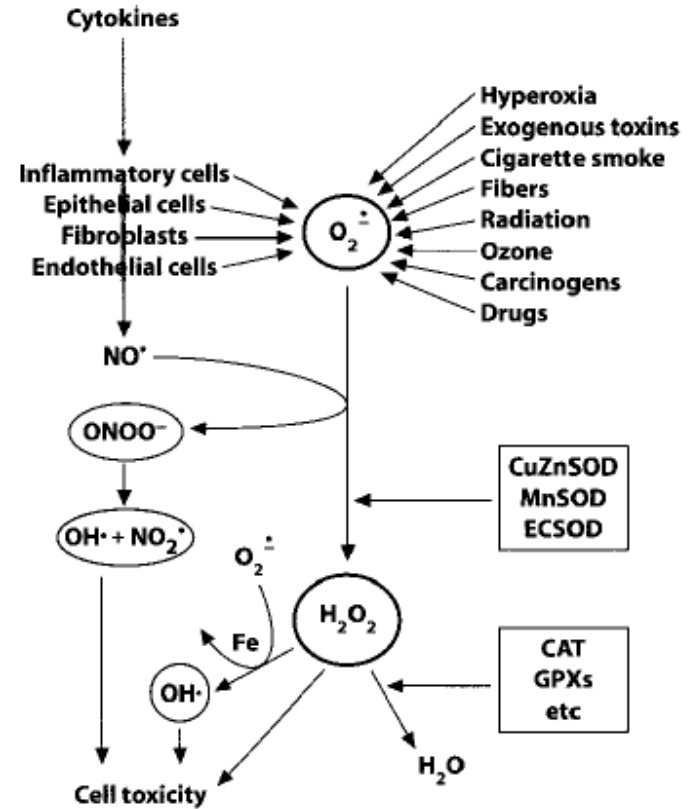 Cytokines
Hyperoxia
Exogenous toxins
Cigarette smoke
Fibers
Radiation
Ozone
Carcinogens
Drugs
Inflammatory cells
Epithelial cells
Fibroblasts
Endothelial cells
O₂•̲
NO•
ONOO⁻
OH• + NO₂•
CuZnSOD
MnSOD
ECSOD
O₂•̲
H₂O₂
Fe
OH•
CAT
GPXs
etc
H₂O
Cell toxicity